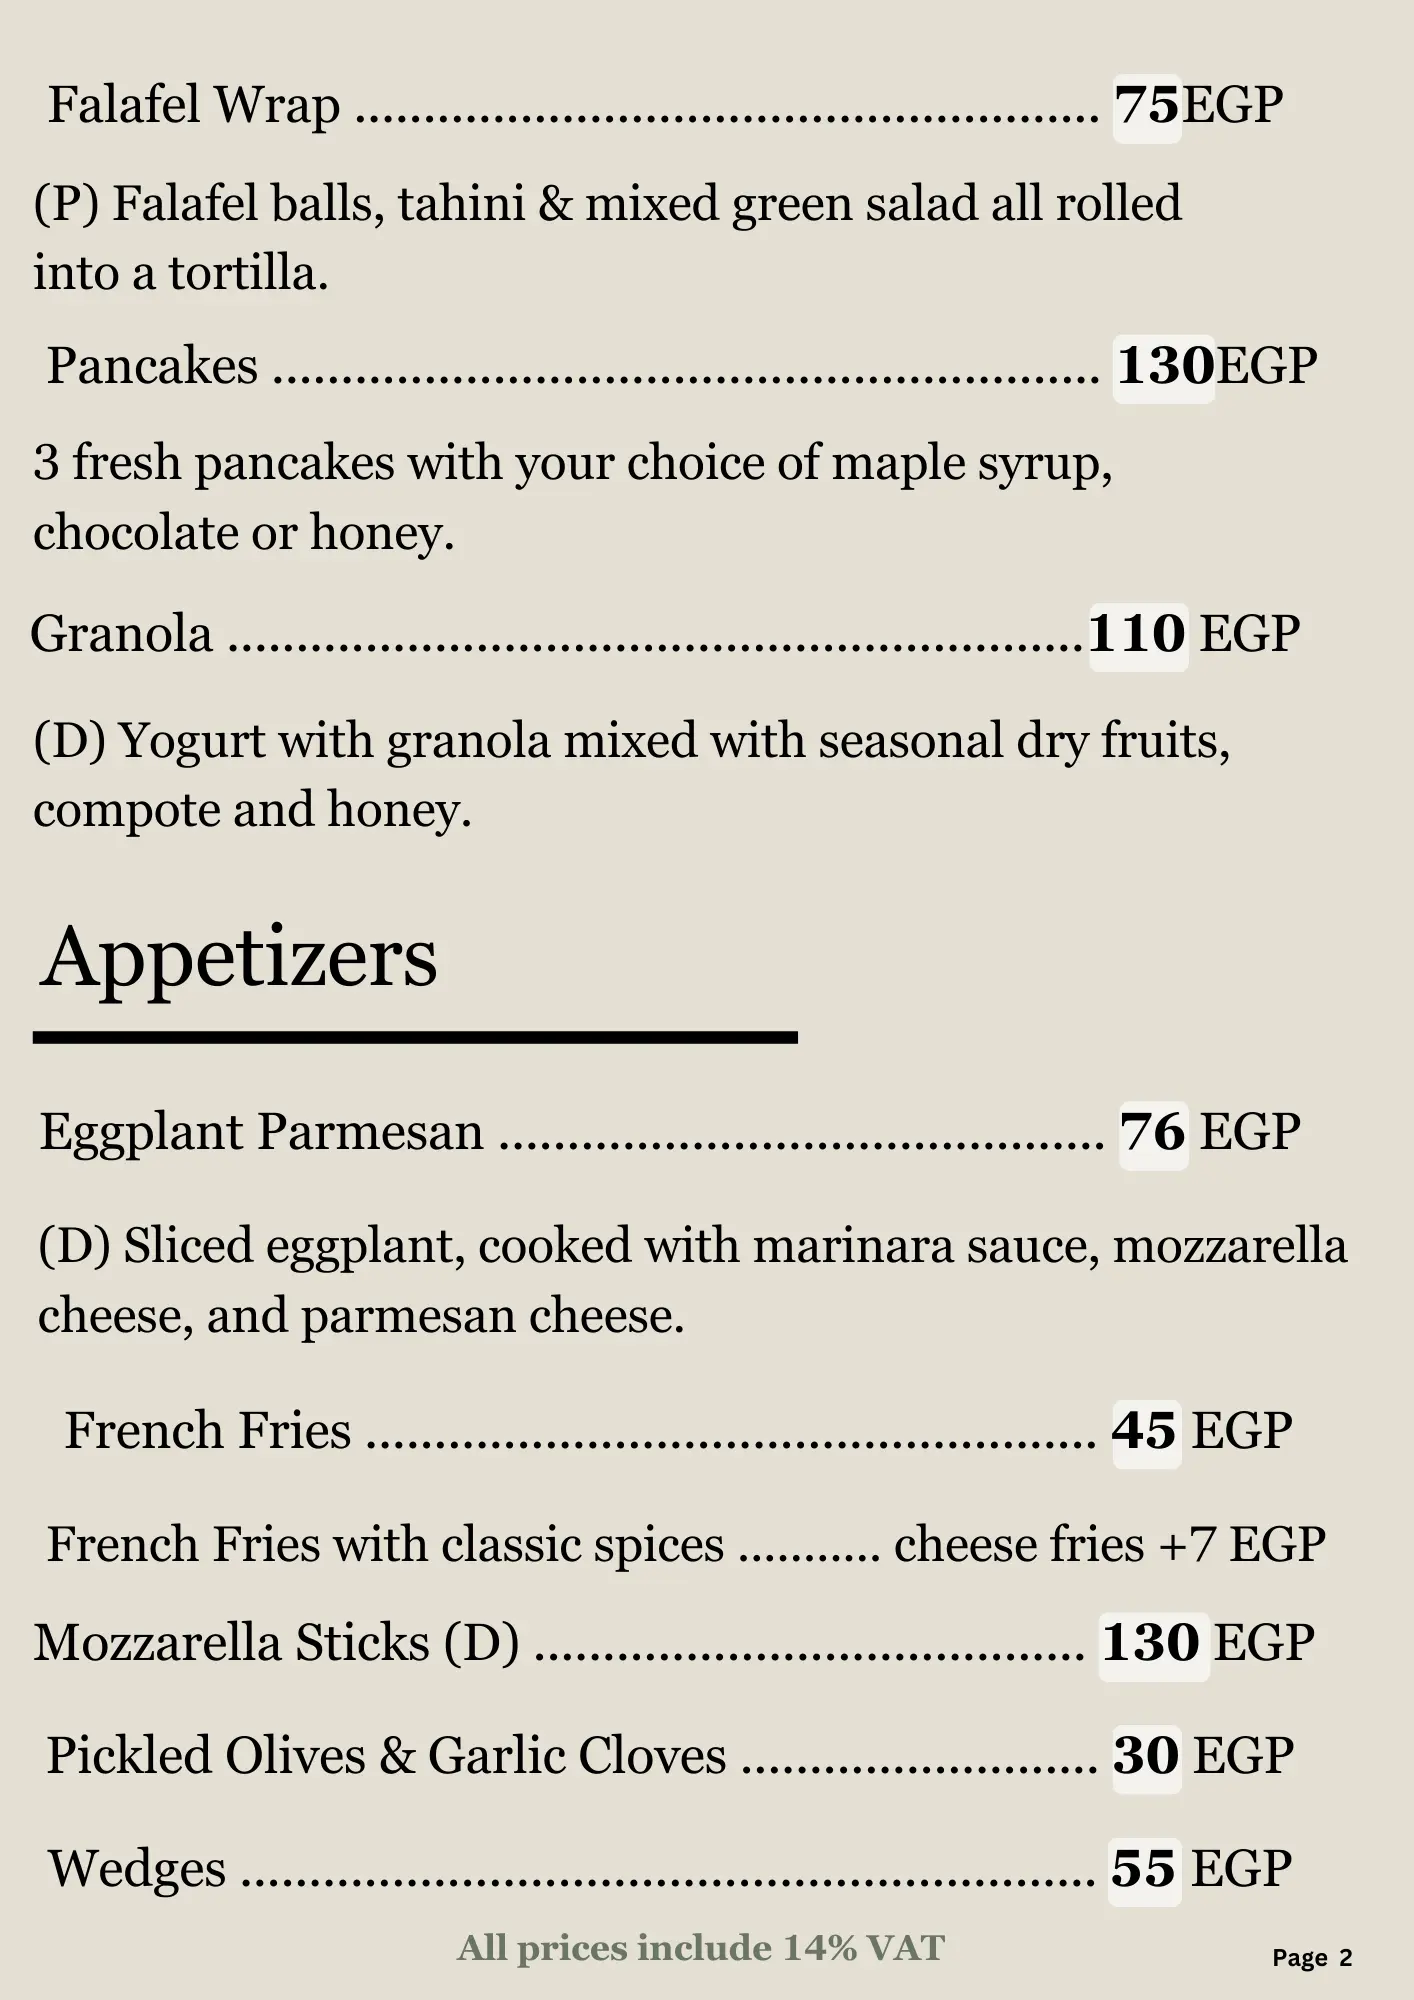 Falafel Wrap ...................................................... 75EGP
(P) Falafel balls, tahini & mixed green salad all rolled
into a tortilla.
Pancakes ............................................................ 130EGP
3 fresh pancakes with your choice of maple syrup,
chocolate or honey.
Granola ..............................................................110 EGP
(D) Yogurt with granola mixed with seasonal dry fruits,
compote and honey.
Appetizers
Eggplant Parmesan ............................................ 76 EGP
(D) Sliced eggplant, cooked with marinara sauce, mozzarella
cheese, and parmesan cheese.
French Fries ..................................................... 45 EGP
French Fries with classic spices ........... cheese fries +7 EGP
Mozzarella Sticks (D) ........................................ 130 EGP
Pickled Olives & Garlic Cloves .......................... 30 EGP
Wedges .............................................................. 55 EGP
All prices include 14% VAT
Page 2